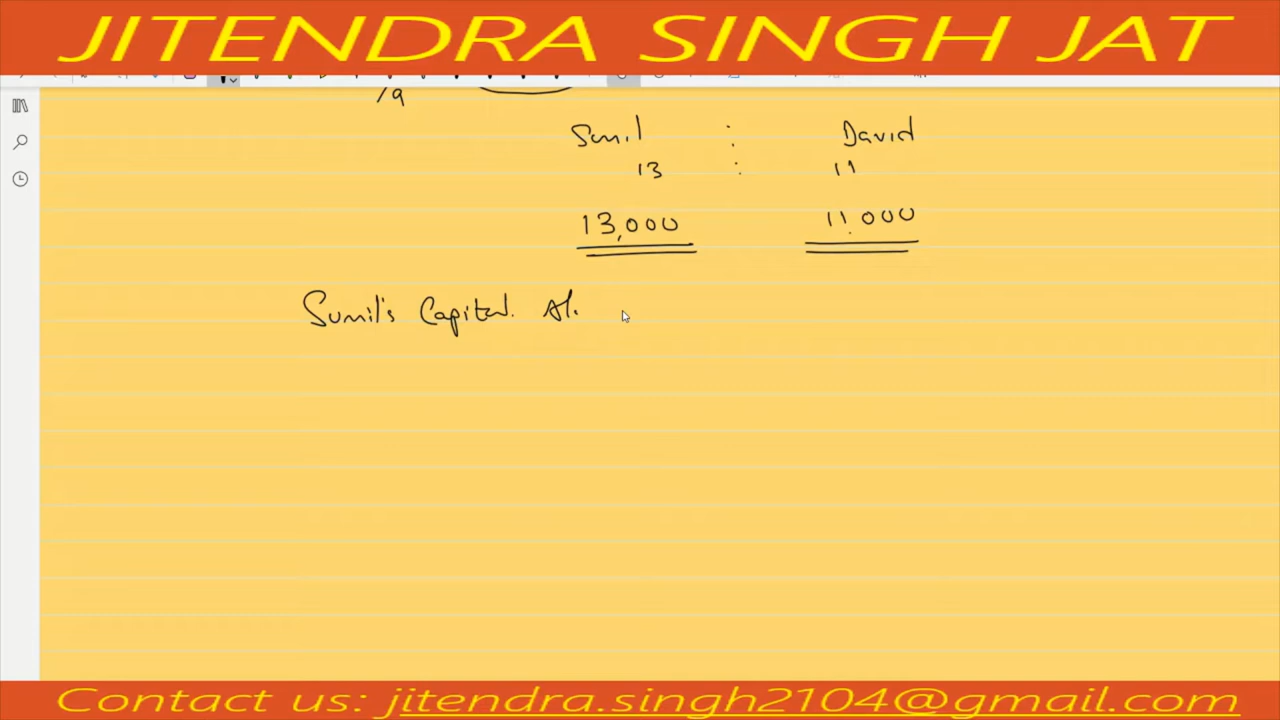 JITENDRA SINGH JAT
/9
Sunil : David
13 : 11
13,000 11,000
Sunil's Capital. A/c
Contact us: jitendra.singh2104@gmail.com